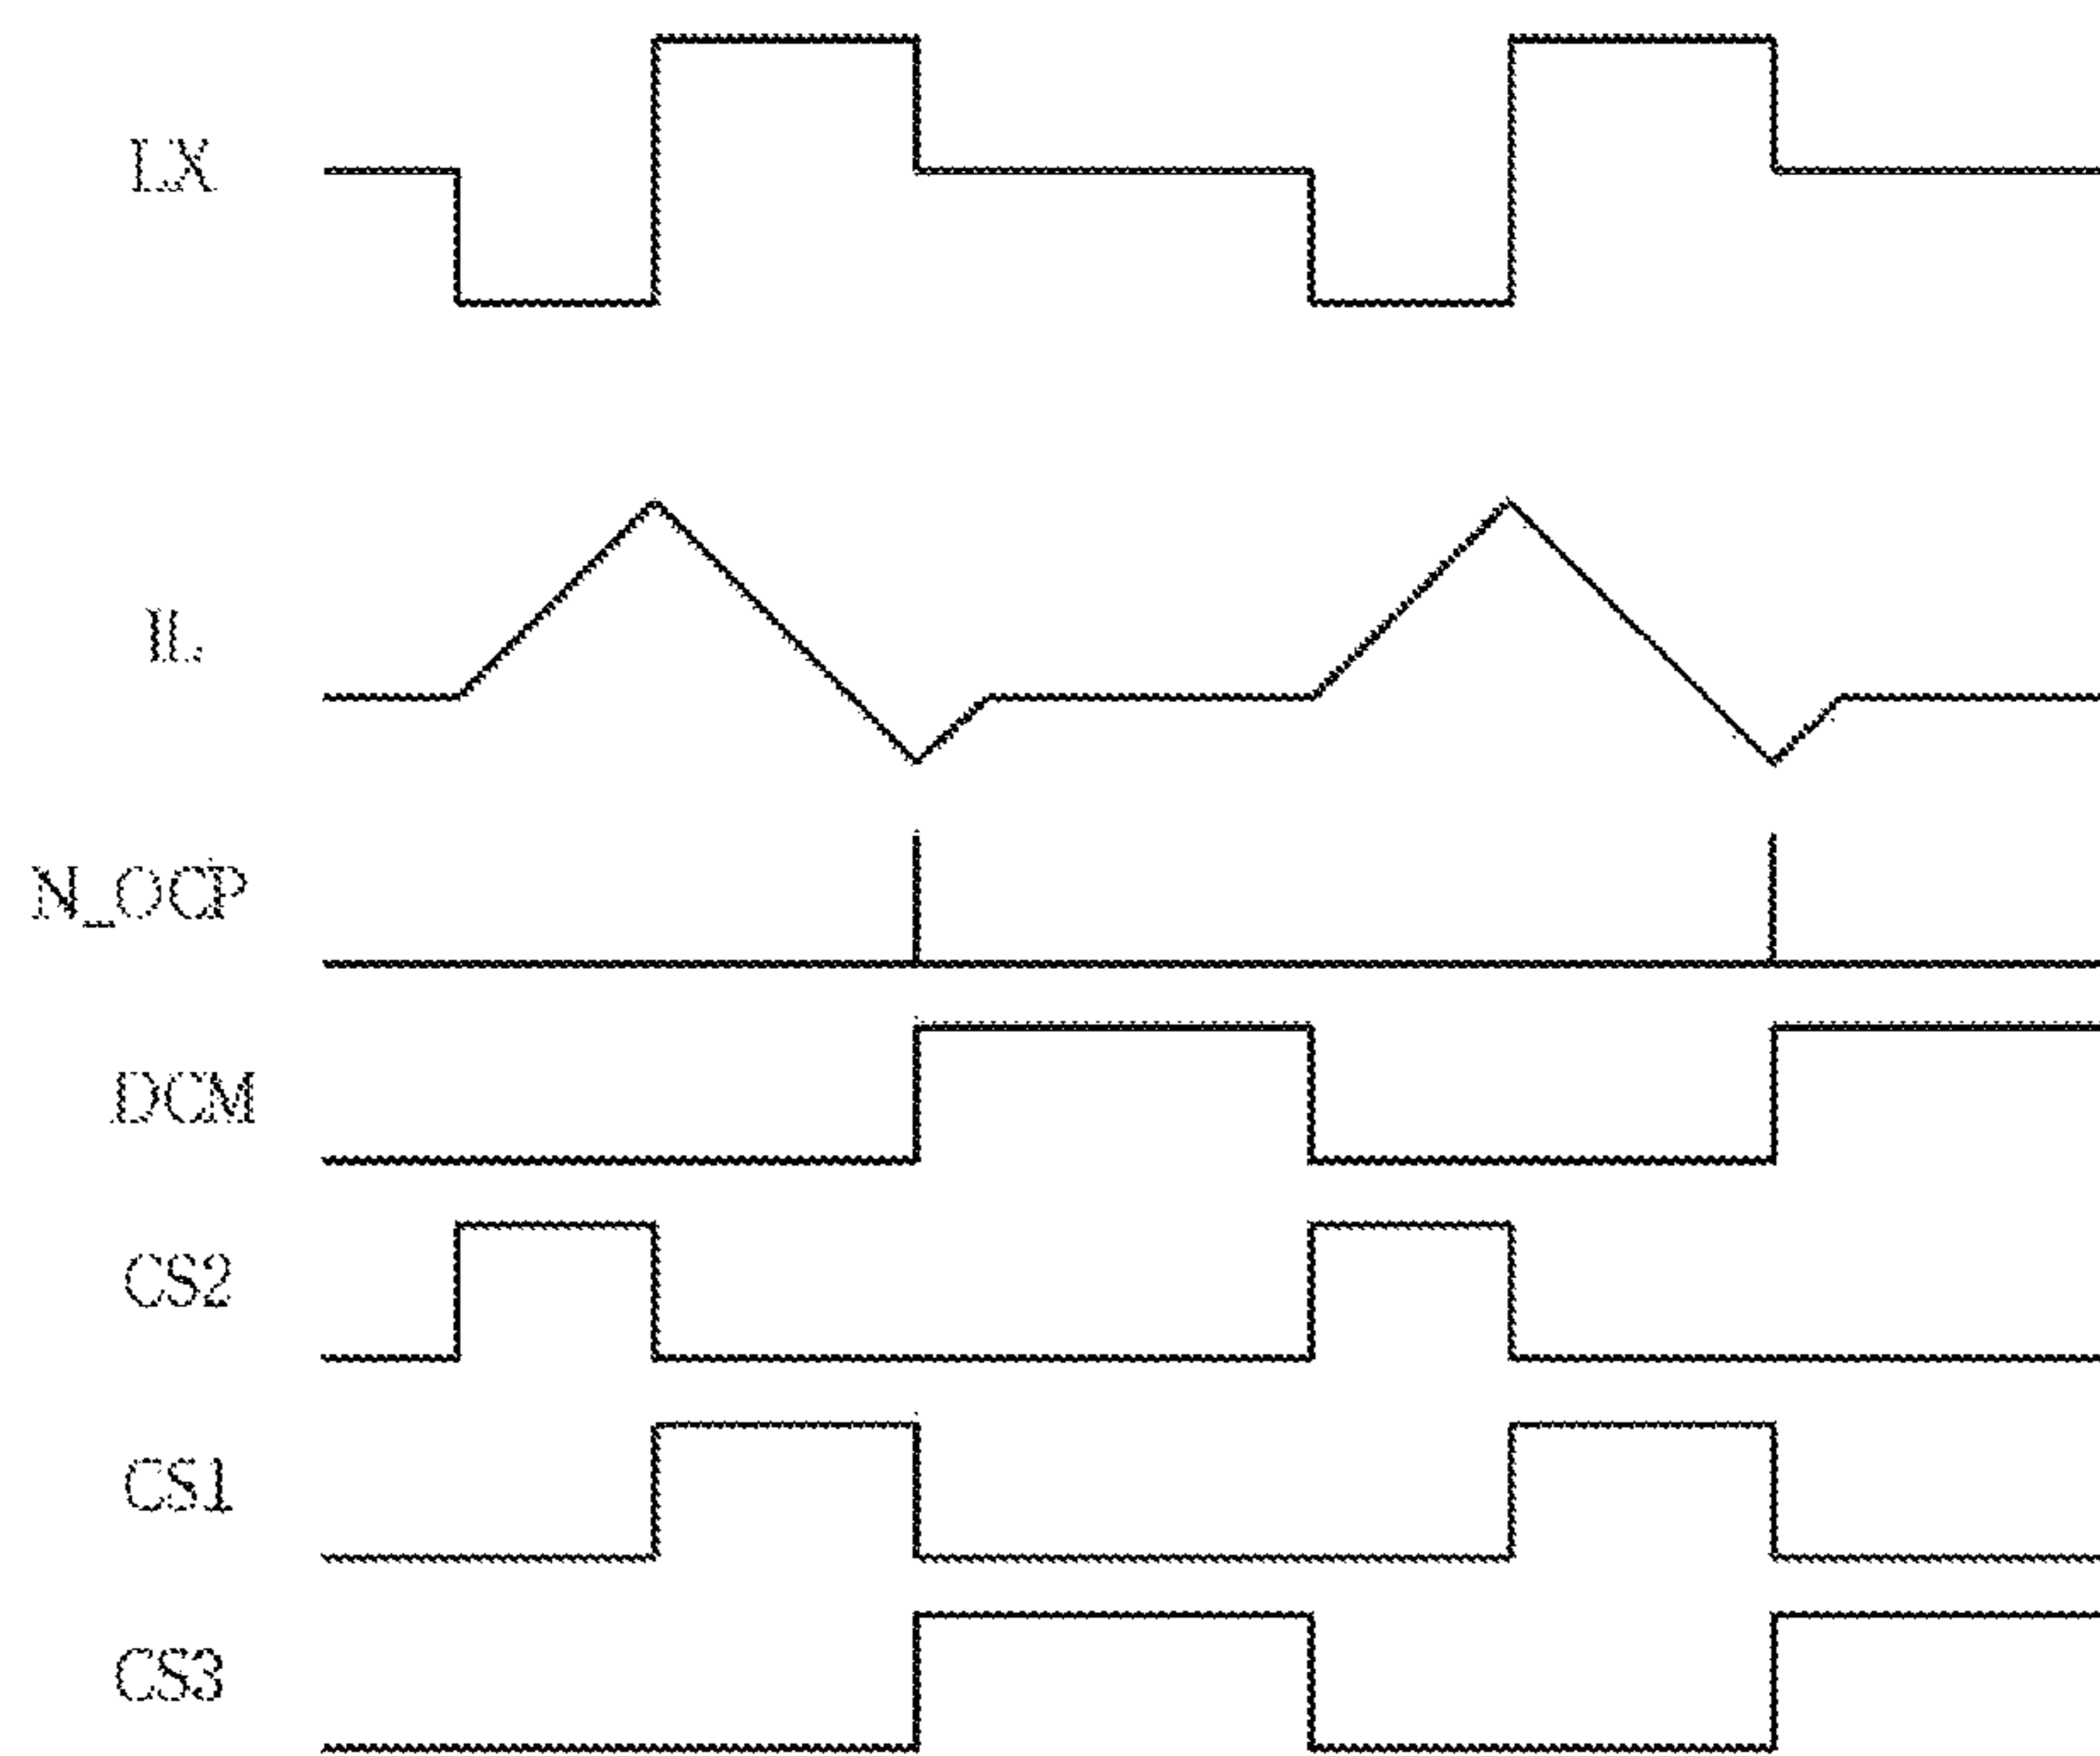 LX
IL
N_OCP
DCM
CS2
CS1
CS3